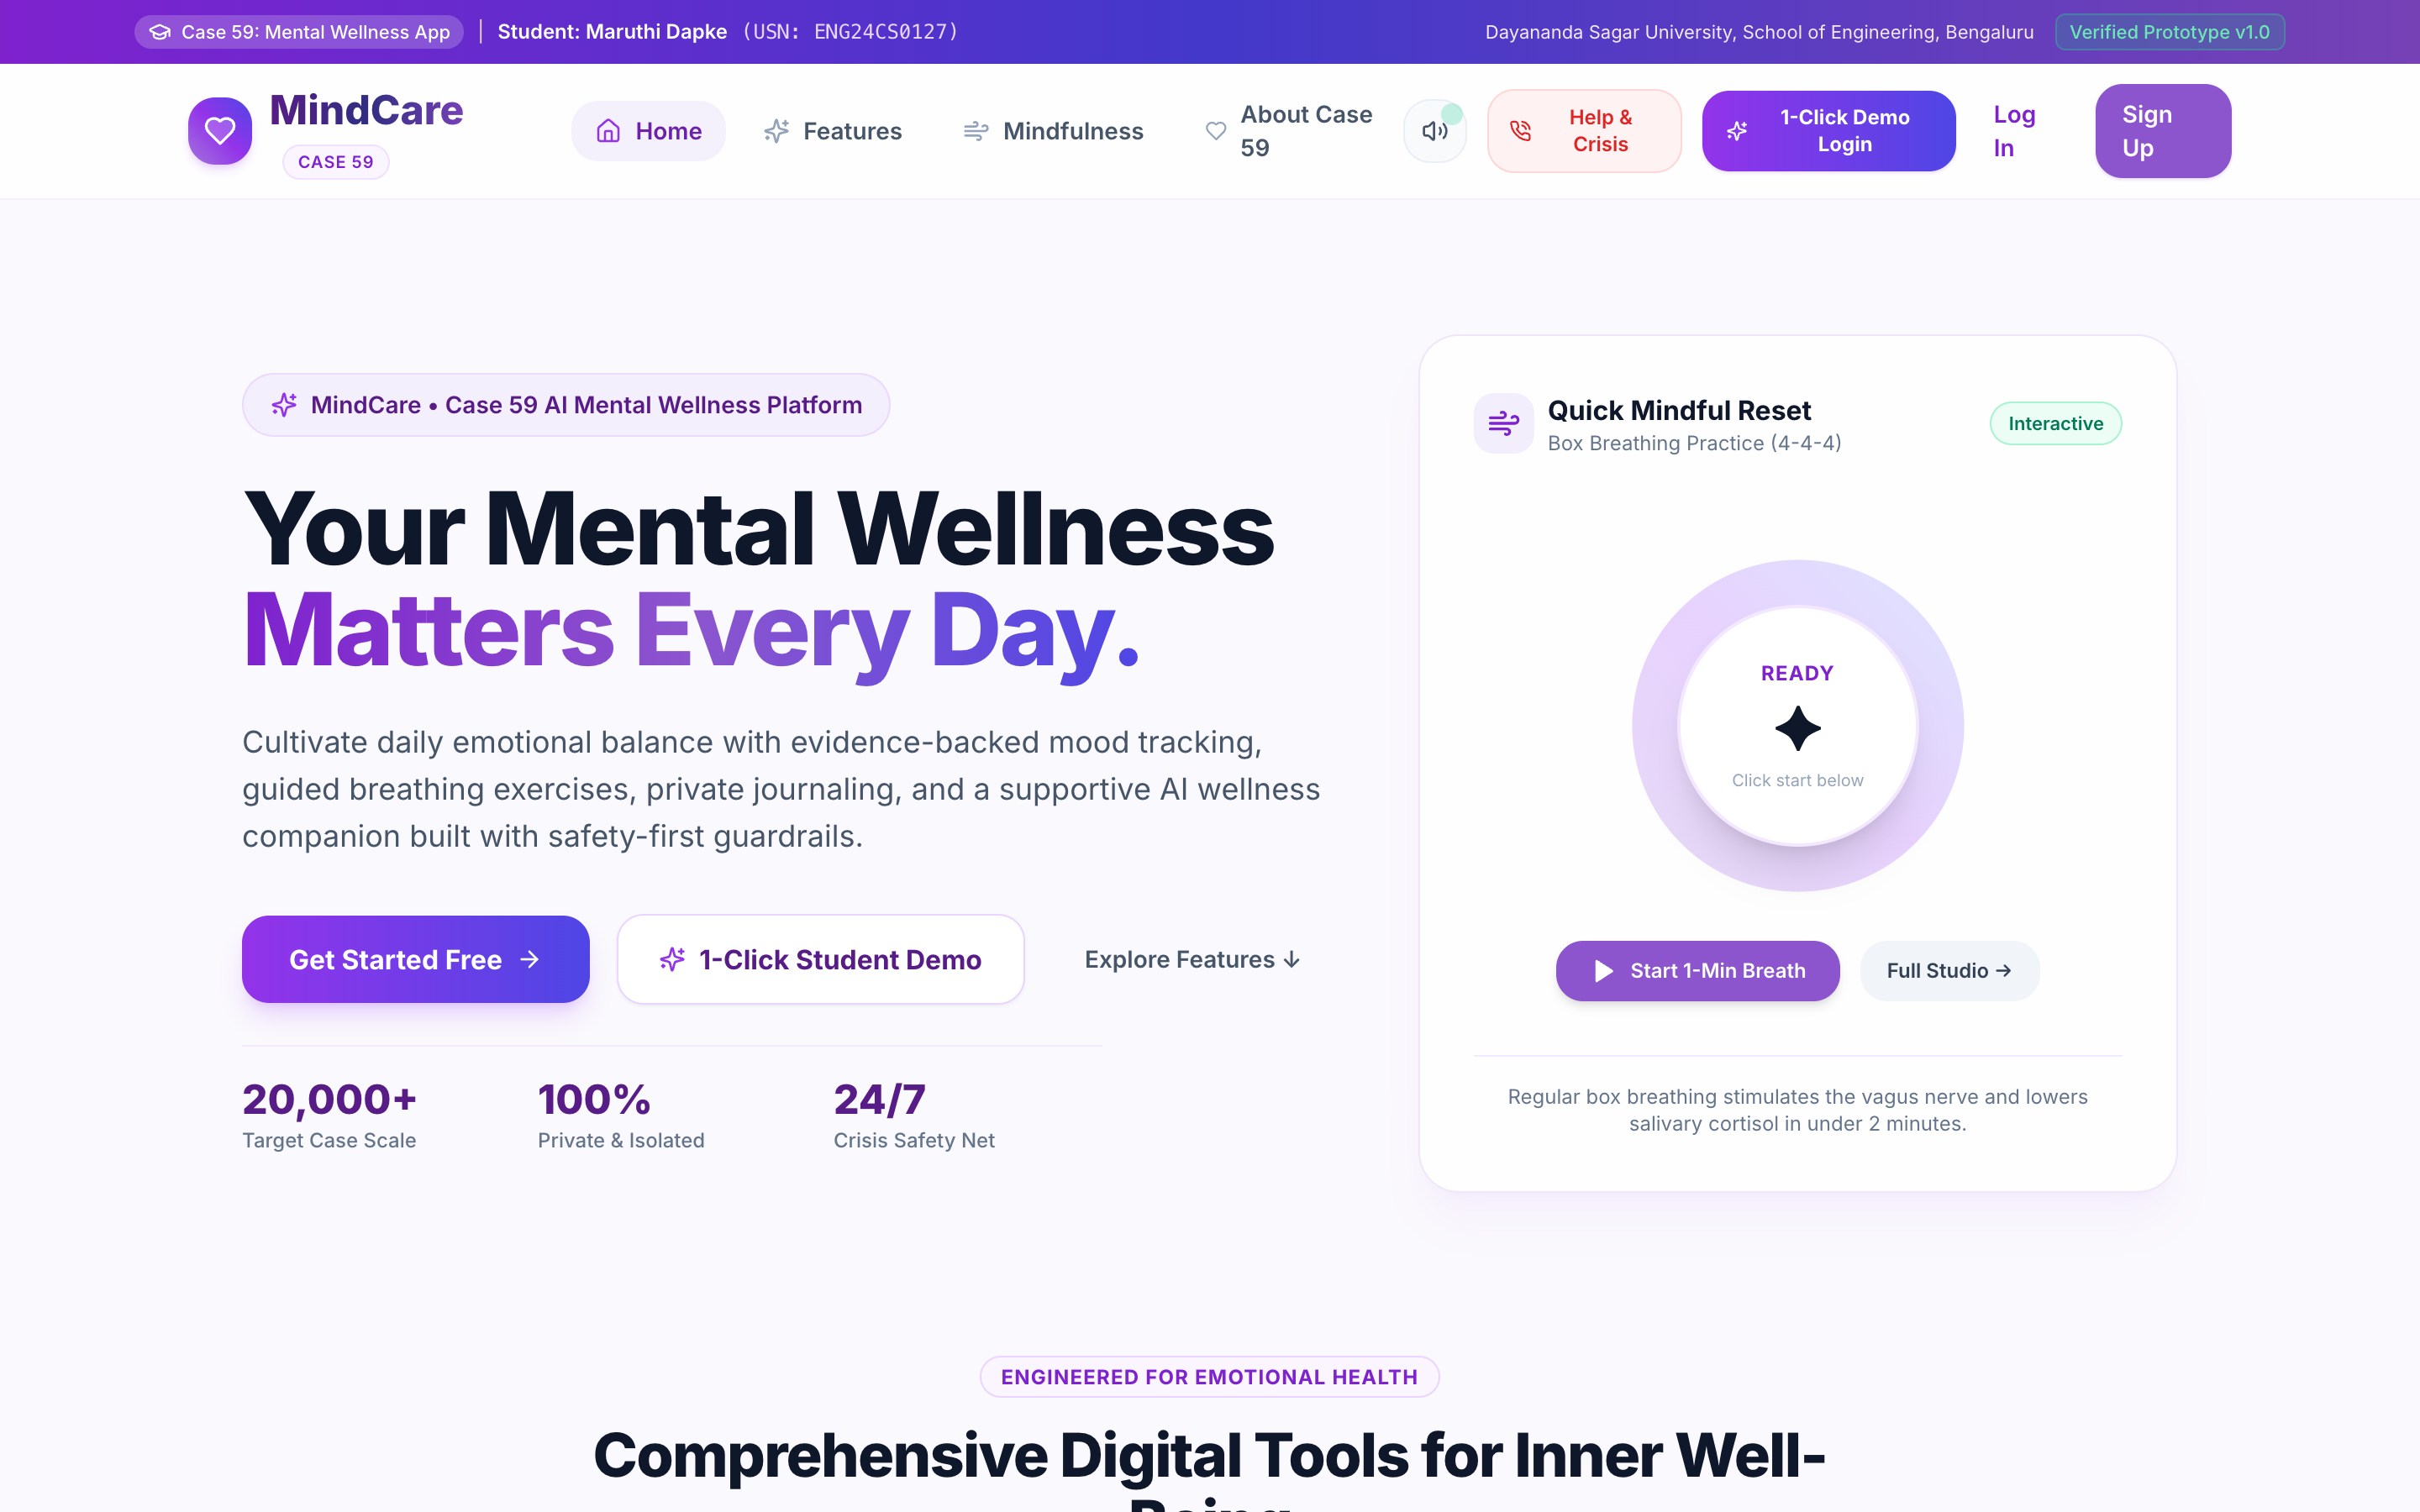 Case 59: Mental Wellness App | Student: Maruthi Dapke (USN: ENG24CS0127)
Dayananda Sagar University, School of Engineering, Bengaluru
Verified Prototype v1.0
MindCare
CASE 59
Home
Features
Mindfulness
About Case
59
Help &
Crisis
1-Click Demo
Login
Log
In
Sign
Up
MindCare • Case 59 AI Mental Wellness Platform
Your Mental Wellness
Matters Every Day.
Cultivate daily emotional balance with evidence-backed mood tracking,
guided breathing exercises, private journaling, and a supportive AI wellness
companion built with safety-first guardrails.
Get Started Free →
1-Click Student Demo
Explore Features ↓
20,000+
Target Case Scale
100%
Private & Isolated
24/7
Crisis Safety Net
Quick Mindful Reset
Box Breathing Practice (4-4-4)
Interactive
READY
✦
Click start below
Start 1-Min Breath
Full Studio →
Regular box breathing stimulates the vagus nerve and lowers
salivary cortisol in under 2 minutes.
ENGINEERED FOR EMOTIONAL HEALTH
Comprehensive Digital Tools for Inner Well-